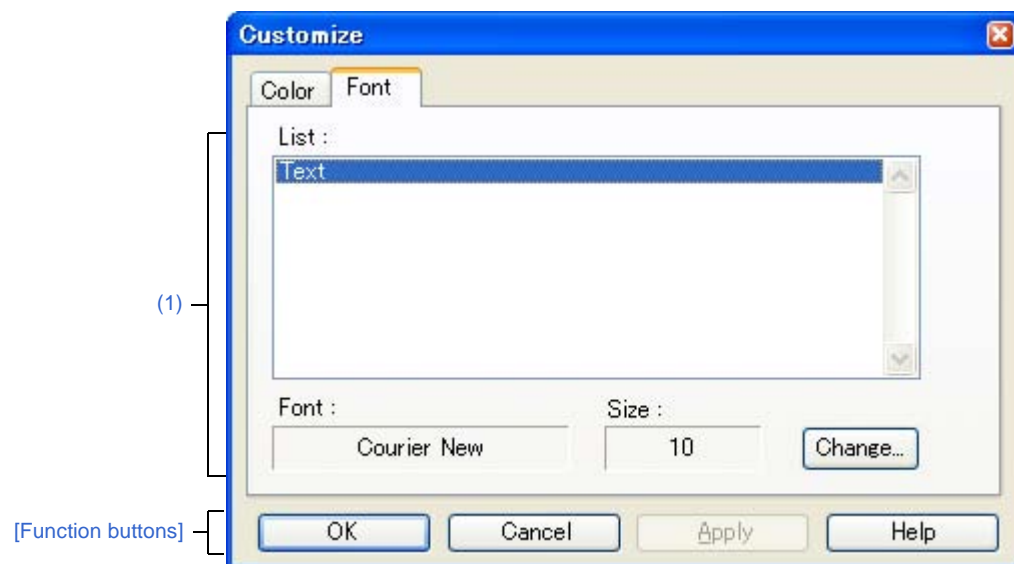 Customize
Color Font
List :
Text
(1)
Font : Size :
Courier New 10 Change...
[Function buttons] OK Cancel Apply Help